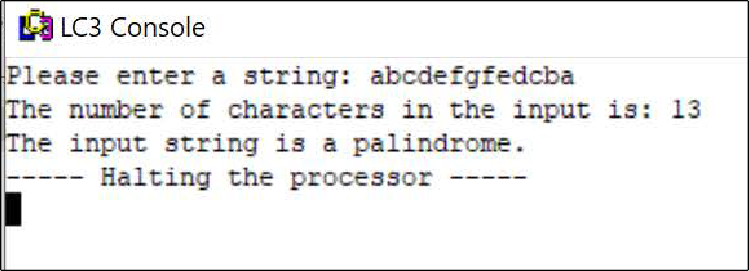 LC3 Console
Please enter a string: abcdefgfedcba
The number of characters in the input is: 13
The input string is a palindrome.
----- Halting the processor -----